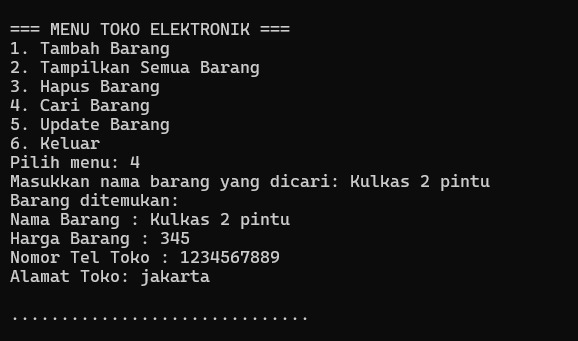 === MENU TOKO ELEKTRONIK ===
1. Tambah Barang
2. Tampilkan Semua Barang
3. Hapus Barang
4. Cari Barang
5. Update Barang
6. Keluar
Pilih menu: 4
Masukkan nama barang yang dicari: Kulkas 2 pintu
Barang ditemukan:
Nama Barang : Kulkas 2 pintu
Harga Barang : 345
Nomor Tel Toko : 1234567889
Alamat Toko: jakarta
..............................